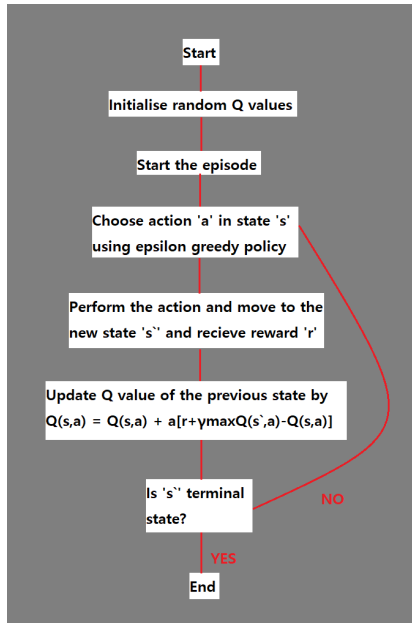 Start
Initialise random Q values
Start the episode
Choose action 'a' in state 's'
using epsilon greedy policy
Perform the action and move to the
new state 's`' and recieve reward 'r'
Update Q value of the previous state by
Q(s,a) = Q(s,a) + a[r+γmaxQ(s`,a)-Q(s,a)]
Is 's`' terminal
state?
NO
YES
End